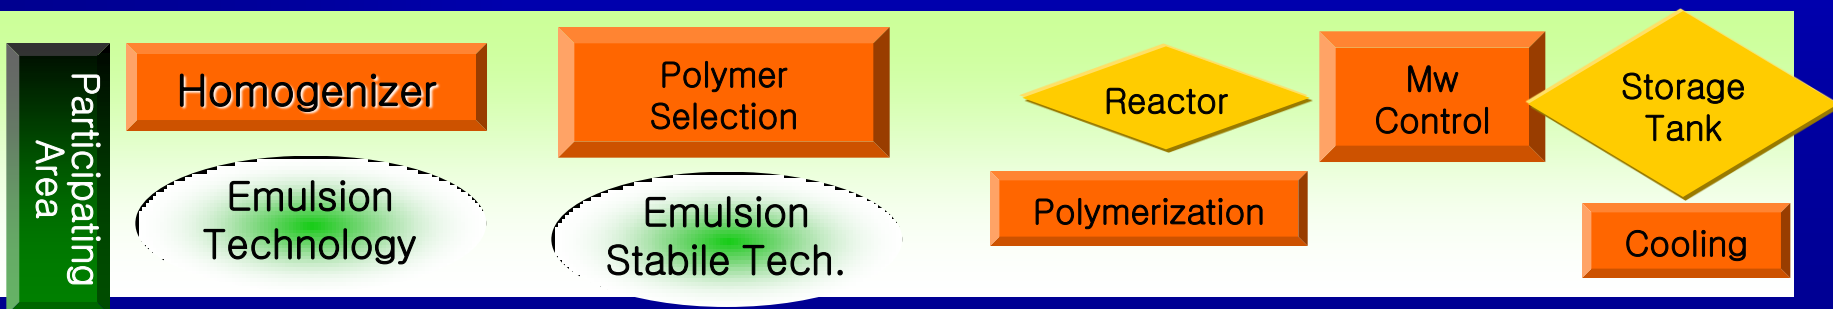 Participating
Area
Homogenizer
Emulsion
Technology
Polymer
Selection
Emulsion
Stabile Tech.
Reactor
Polymerization
Mw
Control
Storage
Tank
Cooling